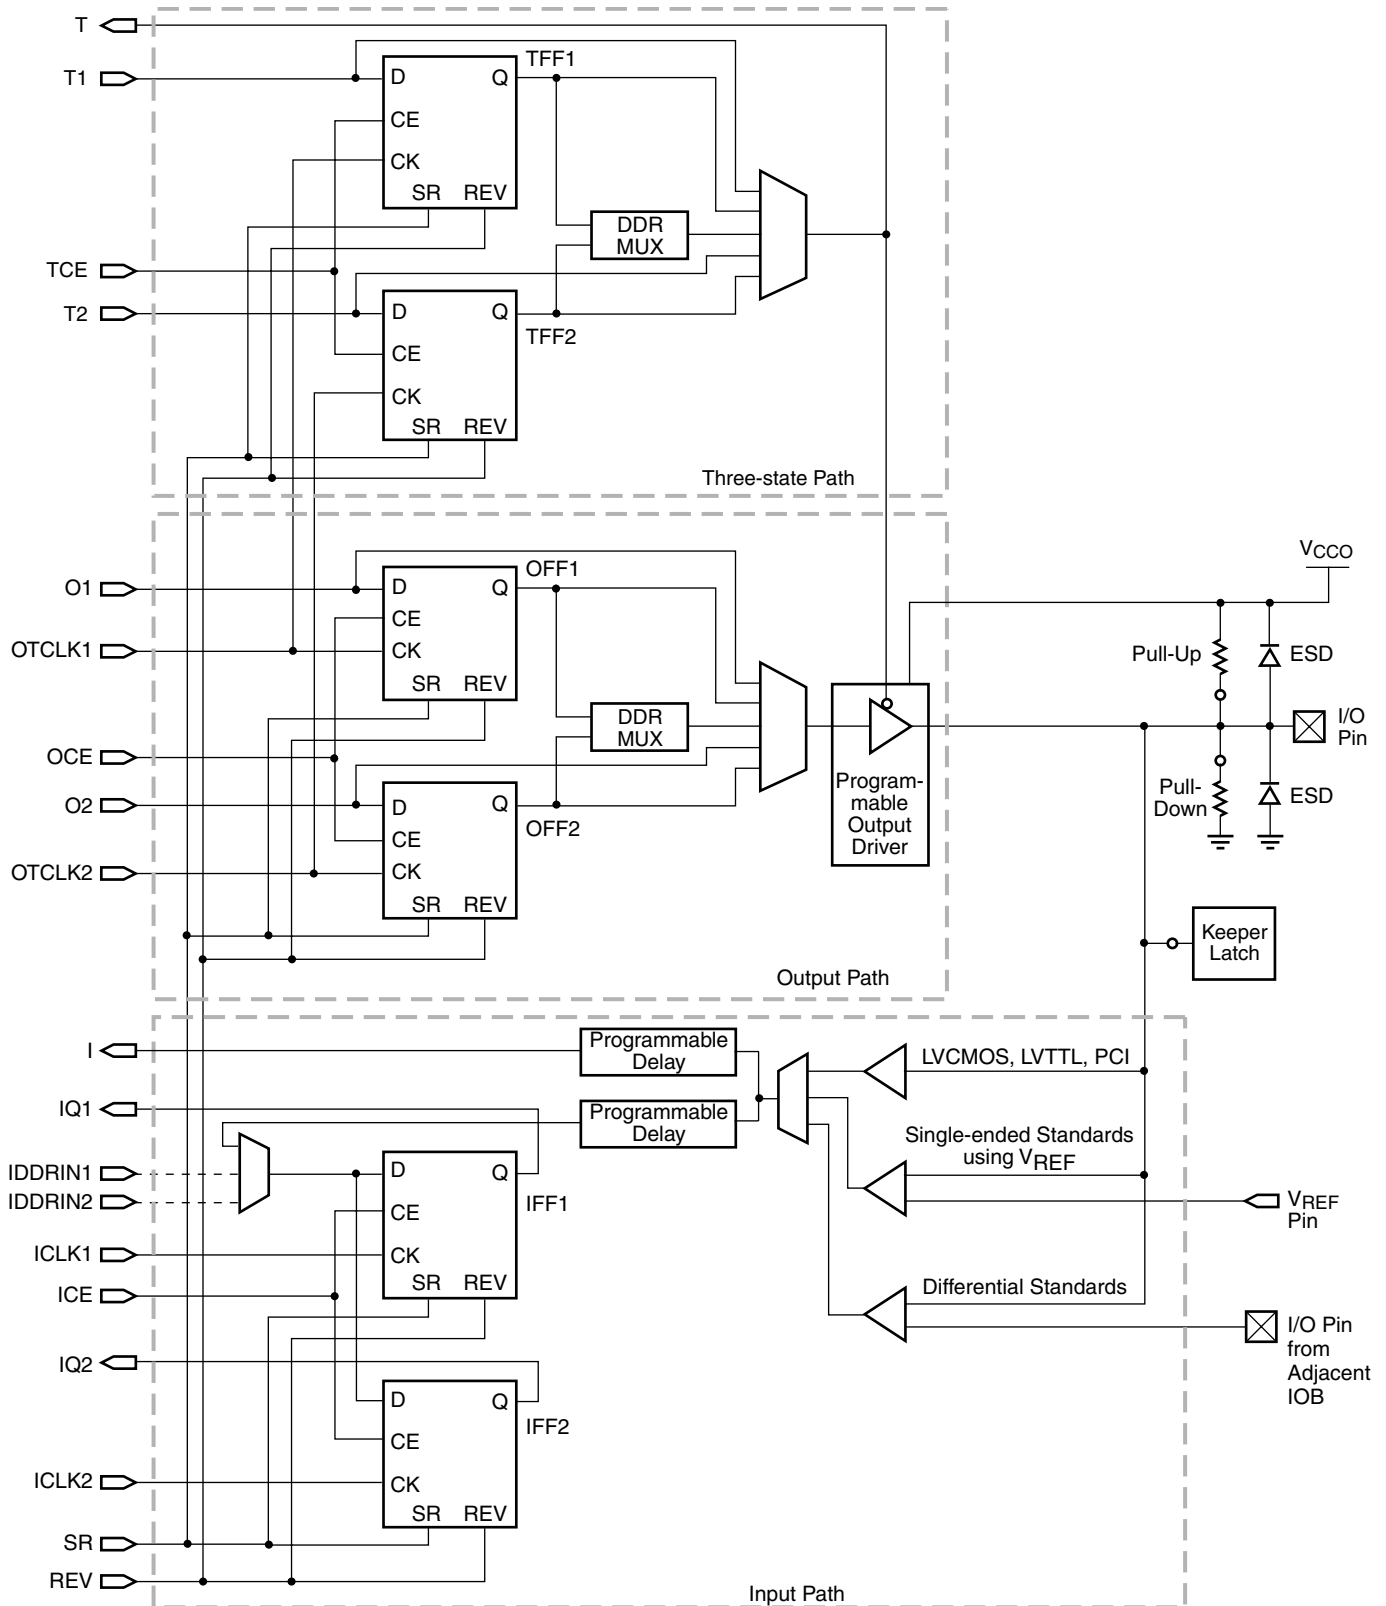 T
T1
D
Q
TFF1
CE
CK
SR REV
DDR
MUX
TCE
T2
D
Q
TFF2
CE
CK
SR REV
Three-state Path
O1
D
Q
OFF1
CE
OTCLK1
CK
SR REV
DDR
MUX
OCE
O2
D
Q
OFF2
CE
OTCLK2
CK
SR REV
Program-
mable
Output
Driver
Output Path
VCCO
Pull-Up
ESD
I/O
Pin
Pull-
Down
ESD
Keeper
Latch
I
Programmable
Delay
LVCMOS, LVTTL, PCI
IQ1
Programmable
Delay
Single-ended Standards
using VREF
IDDRIN1
IDDRIN2
D
Q
IFF1
CE
VREF
Pin
ICLK1
CK
SR REV
ICE
Differential Standards
I/O Pin
from
Adjacent
IOB
IQ2
D
Q
IFF2
CE
ICLK2
CK
SR REV
SR
REV
Input Path